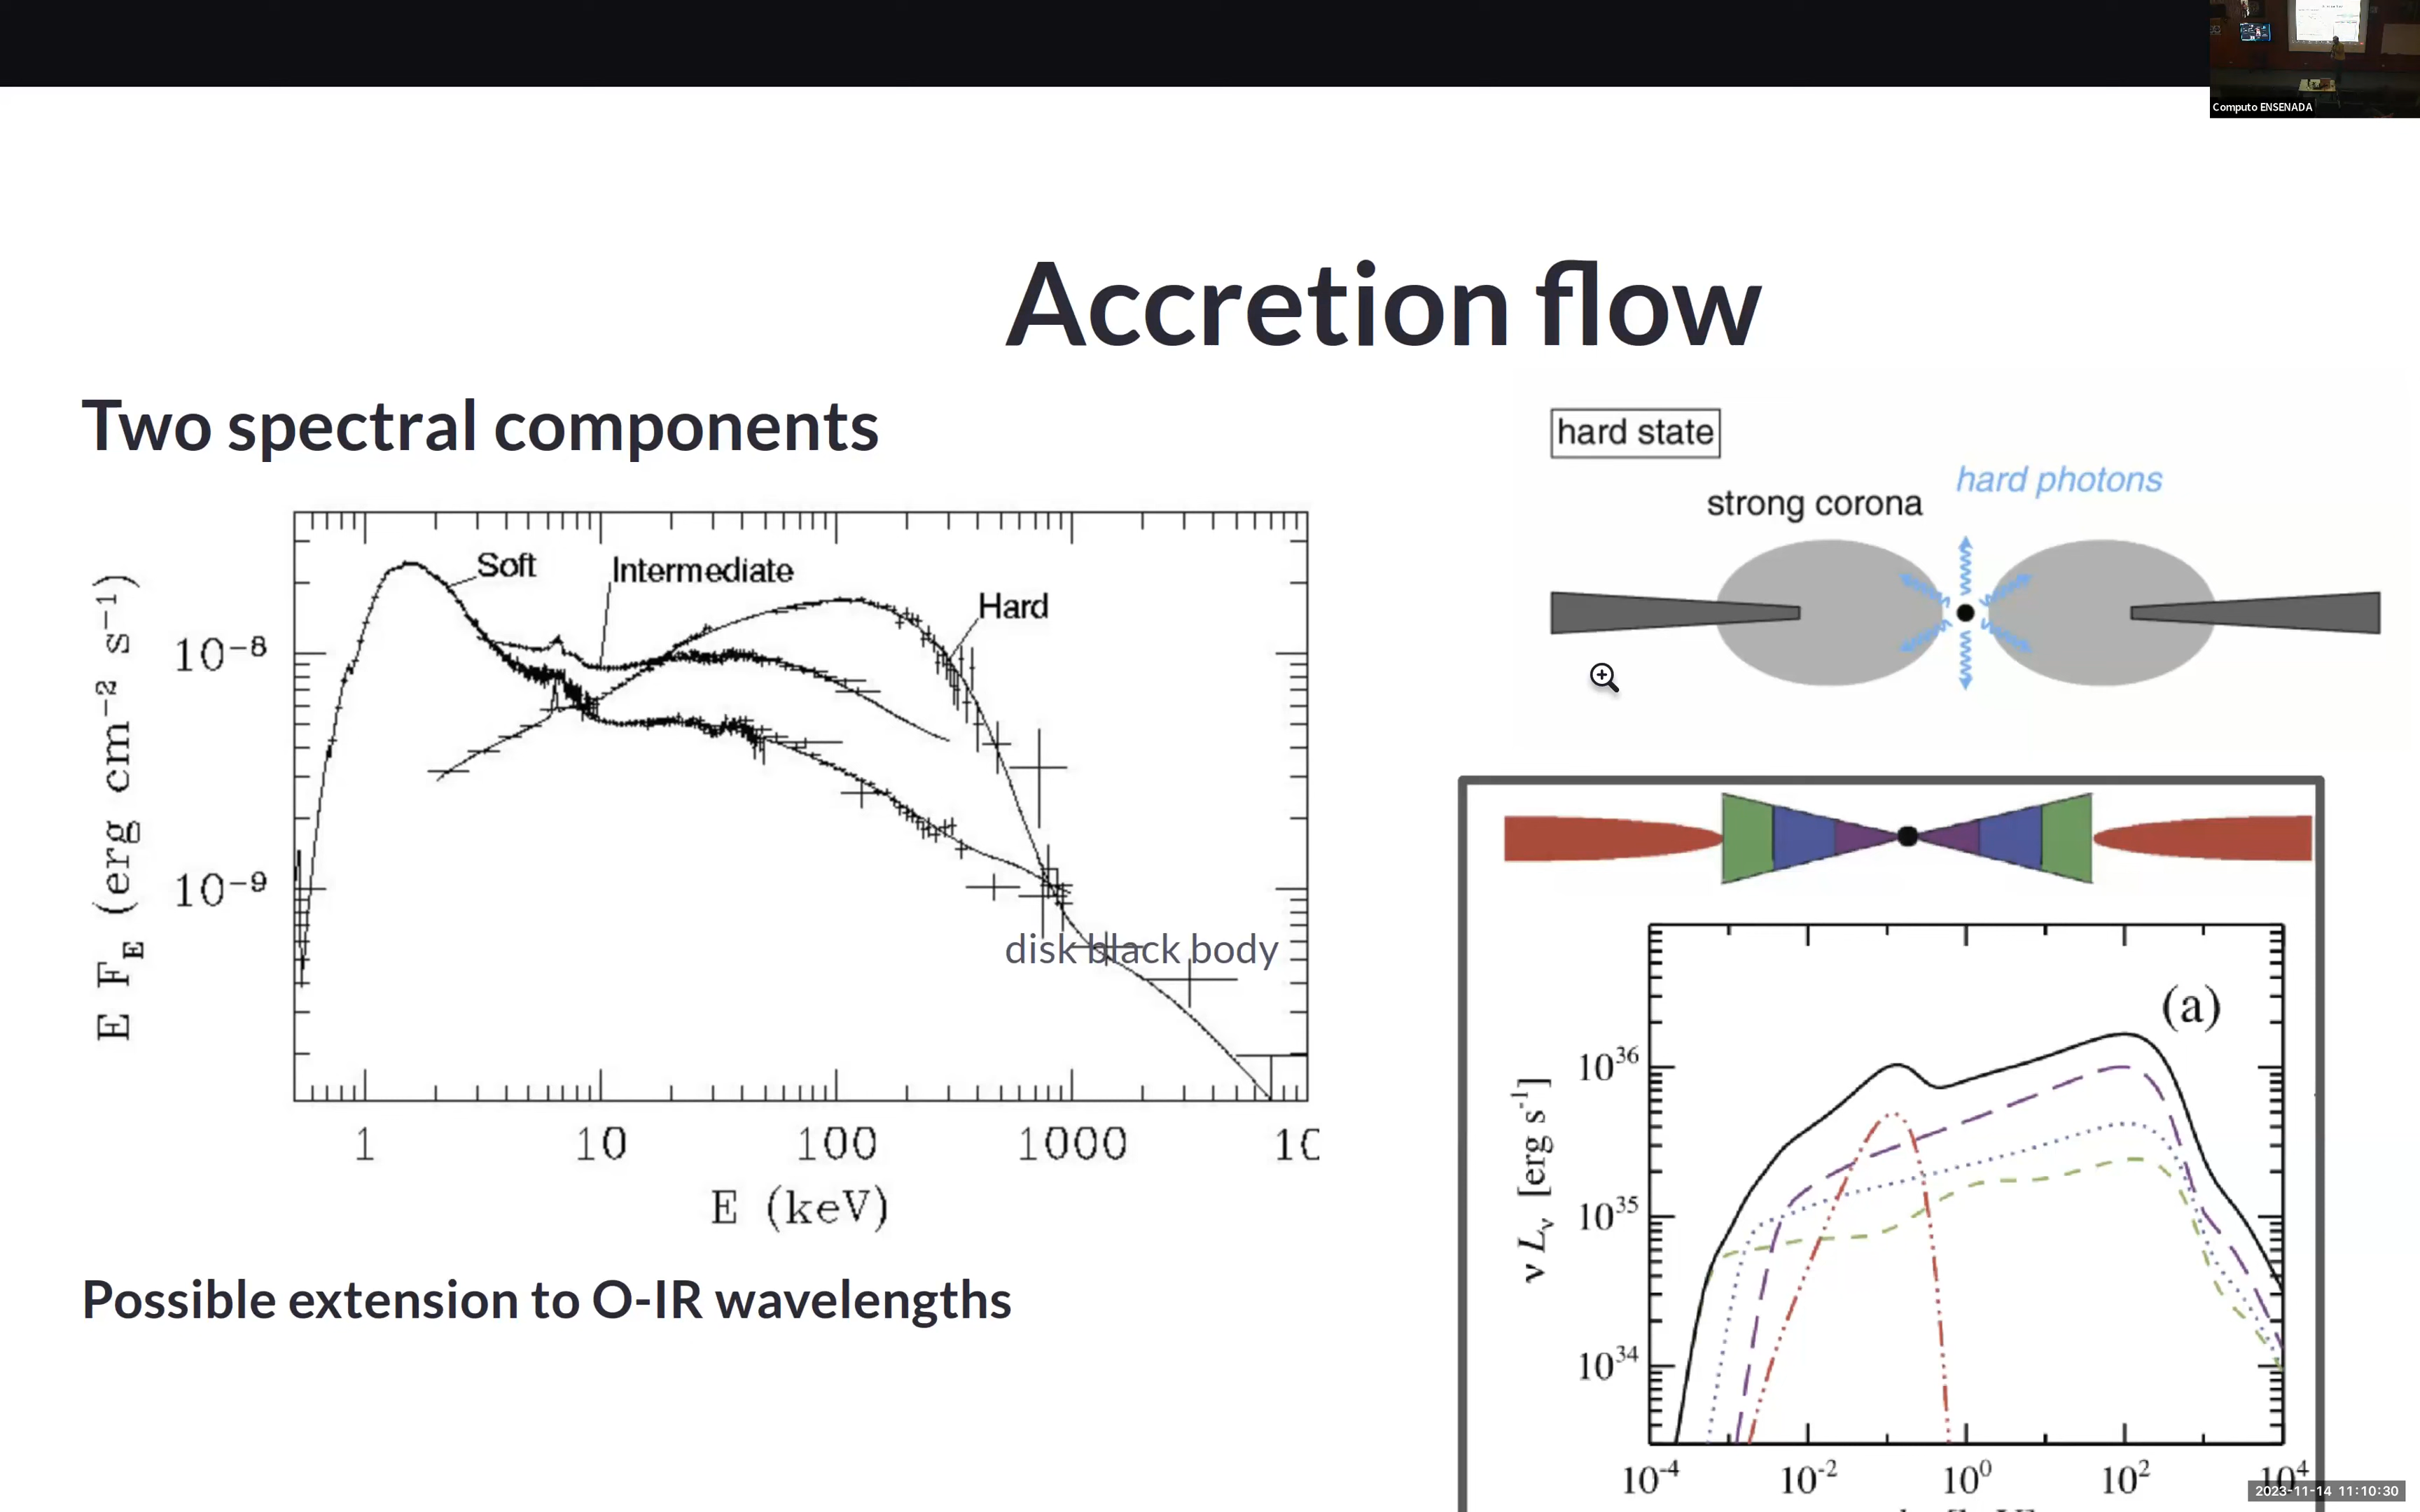 Computo ENSENADA
Accretion flow
Two spectral components
Soft
Intermediate
Hard
E F_E (erg cm⁻² s⁻¹)
10⁻⁸
10⁻⁹
disk black body
1 10 100 1000
E (keV)
Possible extension to O-IR wavelengths
hard state
hard photons
strong corona
(a)
ν L_ν [erg s⁻¹]
10³⁶
10³⁵
10³⁴
10⁻⁴ 10⁻² 10⁰ 10² 10⁴
2023-11-14 11:10:30